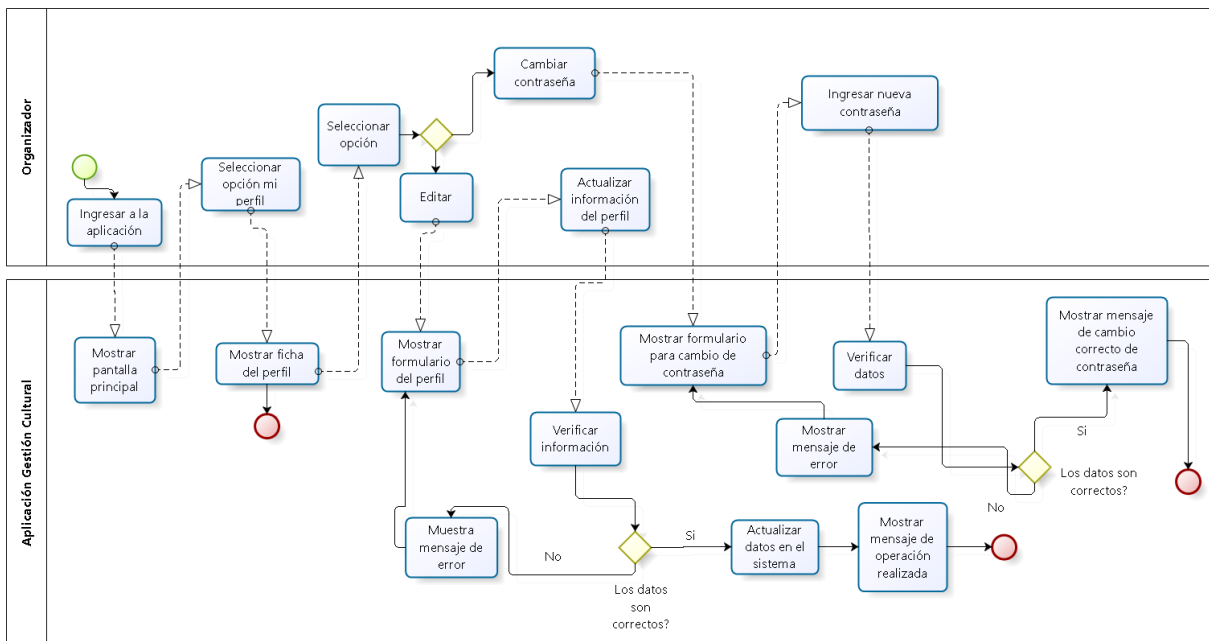 Organizador
Ingresar a la
aplicación
Seleccionar
opción mi
perfil
Seleccionar
opción
Cambiar
contraseña
Editar
Actualizar
información
del perfil
Ingresar nueva
contraseña
Aplicación Gestión Cultural
Mostrar
pantalla
principal
Mostrar ficha
del perfil
Mostrar
formulario
del perfil
Mostrar formulario
para cambio de
contraseña
Verificar
datos
Mostrar mensaje
de cambio
correcto de
contraseña
Verificar
información
Mostrar
mensaje de
error
Si
Los datos son
correctos?
No
Muestra
mensaje de
error
No
Los datos
son
correctos?
Si
Actualizar
datos en el
sistema
Mostrar
mensaje de
operación
realizada